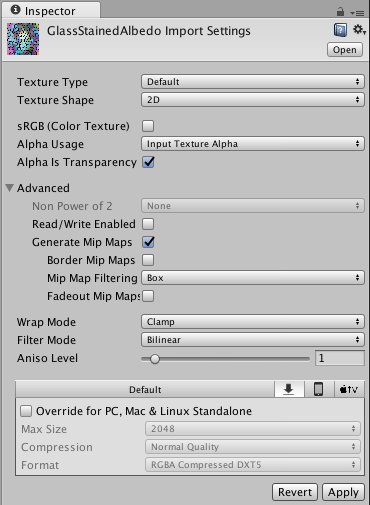 Inspector
GlassStainedAlbedo Import Settings
Open
Texture Type Default
Texture Shape 2D
sRGB (Color Texture)
Alpha Usage Input Texture Alpha
Alpha Is Transparency
Advanced
Non Power of 2 None
Read/Write Enabled
Generate Mip Maps
Border Mip Maps
Mip Map Filtering Box
Fadeout Mip Maps
Wrap Mode Clamp
Filter Mode Bilinear
Aniso Level 1
Default tv
Override for PC, Mac & Linux Standalone
Max Size 2048
Compression Normal Quality
Format RGBA Compressed DXT5
Revert Apply